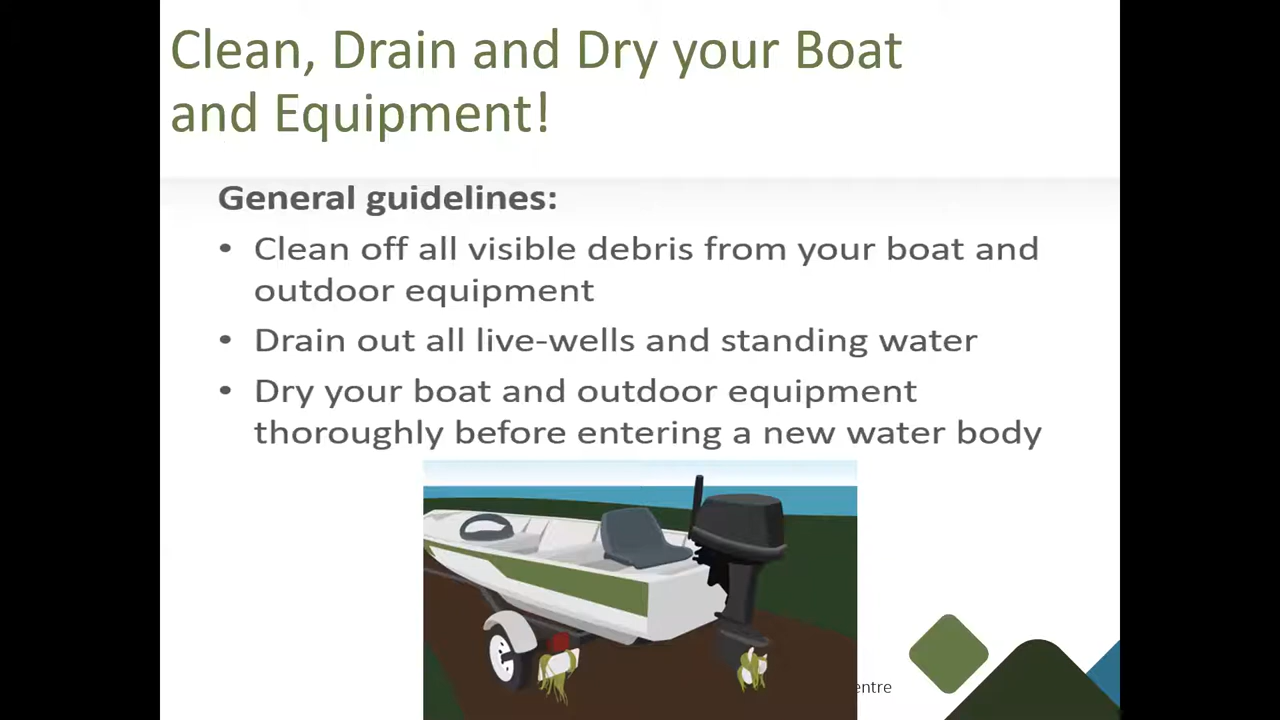 Clean, Drain and Dry your Boat
and Equipment!
General guidelines:
• Clean off all visible debris from your boat and
outdoor equipment
• Drain out all live-wells and standing water
• Dry your boat and outdoor equipment
thoroughly before entering a new water body